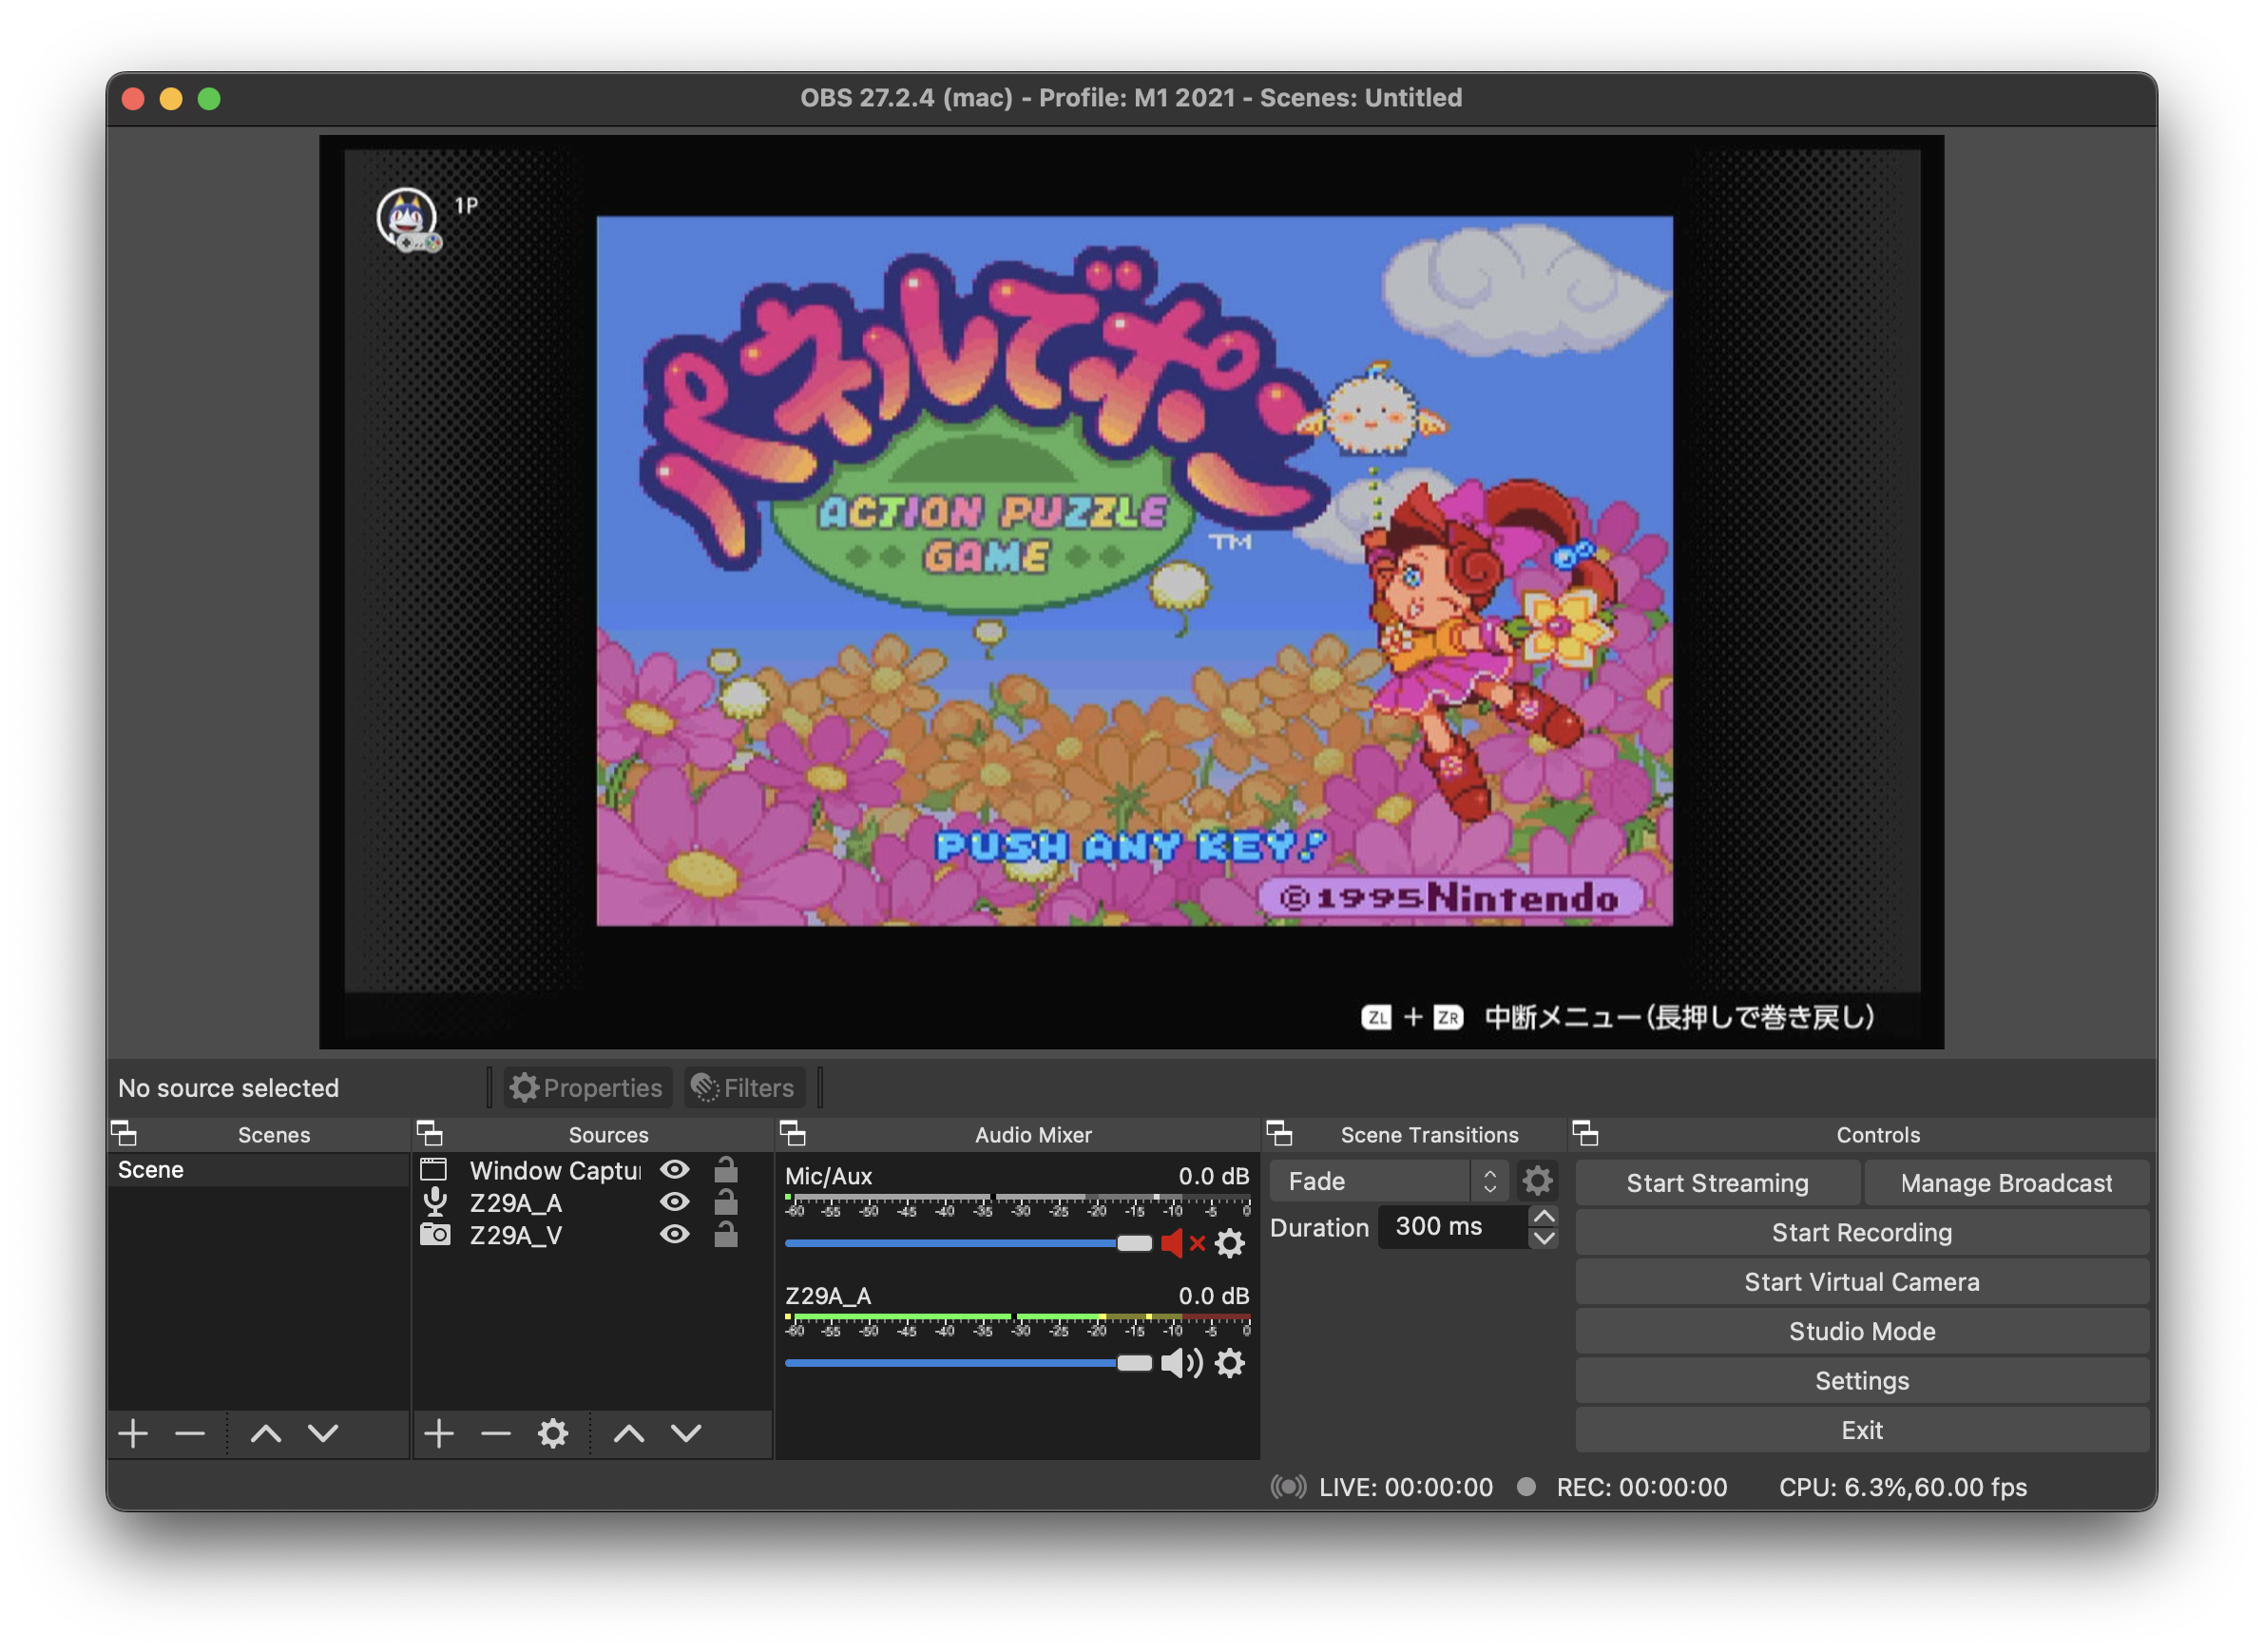 OBS 27.2.4 (mac) - Profile: M1 2021 - Scenes: Untitled
1P
パネルでポン
ACTION PUZZLE
GAME
TM
PUSH ANY KEY!
©1995Nintendo
ZL + ZR 中断メニュー(長押しで巻き戻し)
No source selected
Properties
Filters
Scenes
Scene
Sources
Window Captu
Z29A_A
Z29A_V
Audio Mixer
Mic/Aux 0.0 dB
-60 -55 -50 -45 -40 -35 -30 -25 -20 -15 -10 -5 0
Z29A_A 0.0 dB
-60 -55 -50 -45 -40 -35 -30 -25 -20 -15 -10 -5 0
Scene Transitions
Fade
Duration 300 ms
Controls
Start Streaming
Manage Broadcast
Start Recording
Start Virtual Camera
Studio Mode
Settings
Exit
LIVE: 00:00:00 REC: 00:00:00 CPU: 6.3%,60.00 fps